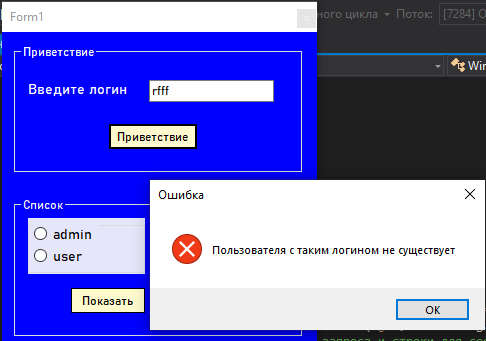 Form1
ного цикла
Поток:
[7284] О
Приветствие
Введите логин
rfff
Win
Приветствие
Ошибка
Пользователя с таким логином не существует
Список
admin
user
Показать
OK
запроса и строки для